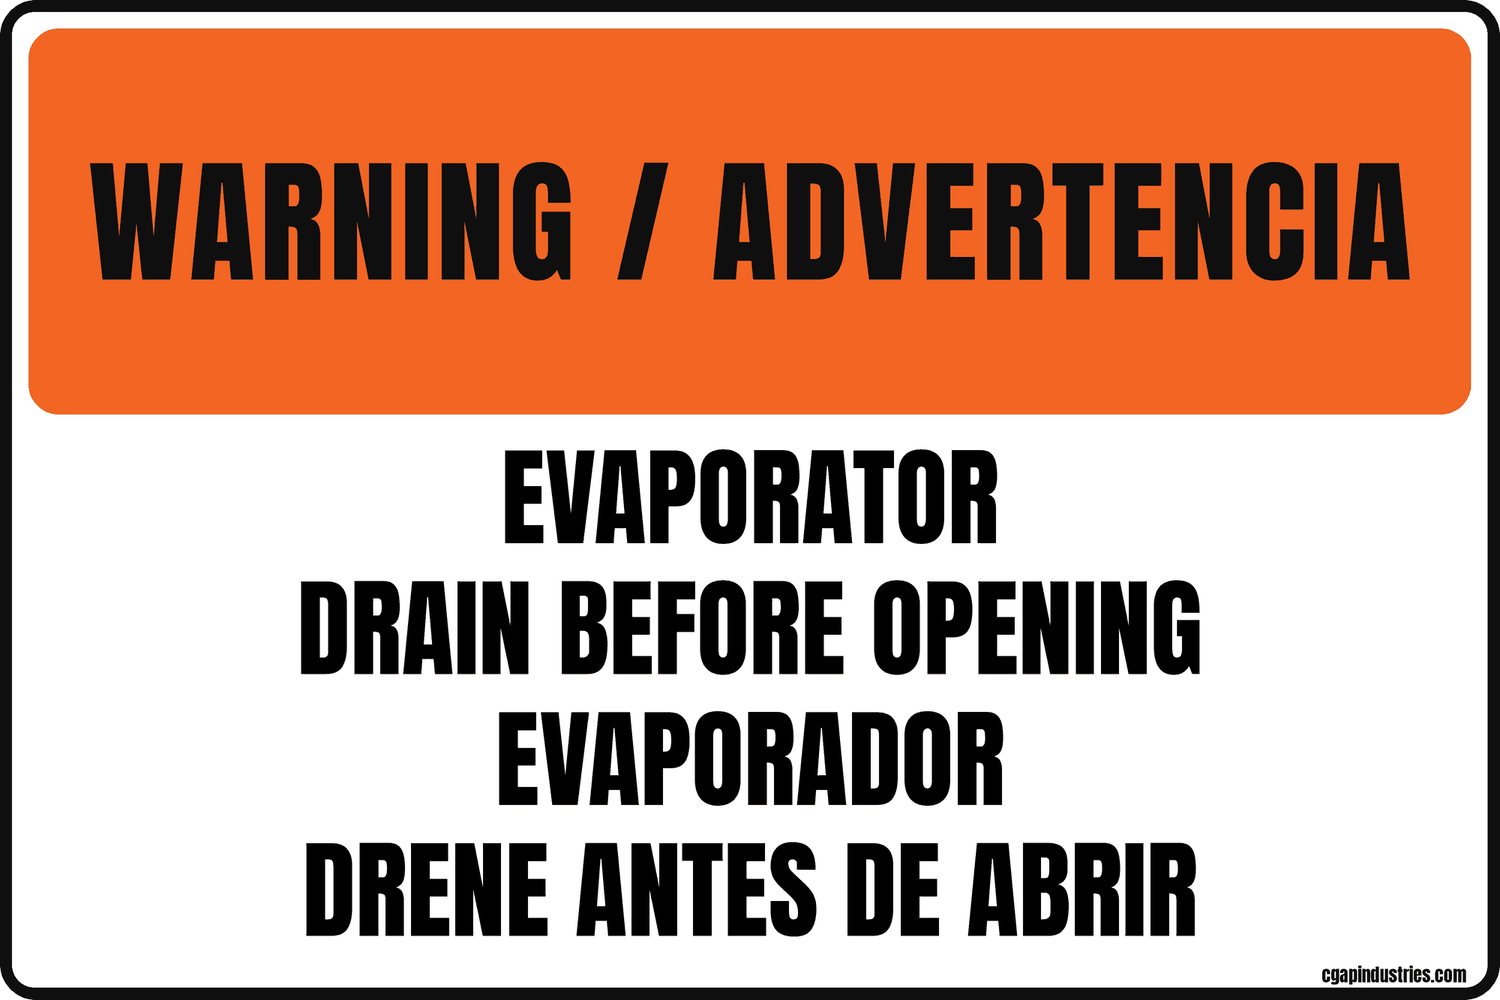 WARNING / ADVERTENCIA
EVAPORATOR
DRAIN BEFORE OPENING
EVAPORADOR
DRENE ANTES DE ABRIR
cgapindustries.com